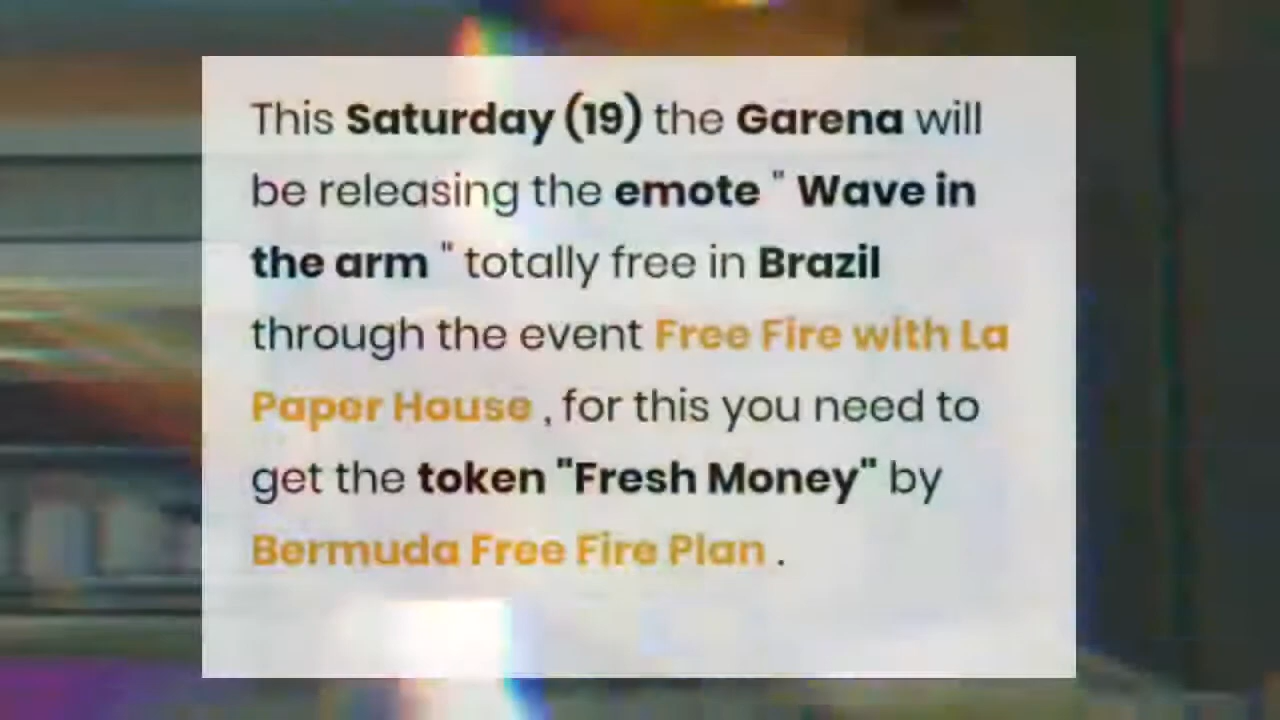 This Saturday (19) the Garena will
be releasing the emote " Wave in
the arm " totally free in Brazil
through the event Free Fire with La
Paper House , for this you need to
get the token "Fresh Money" by
Bermuda Free Fire Plan .